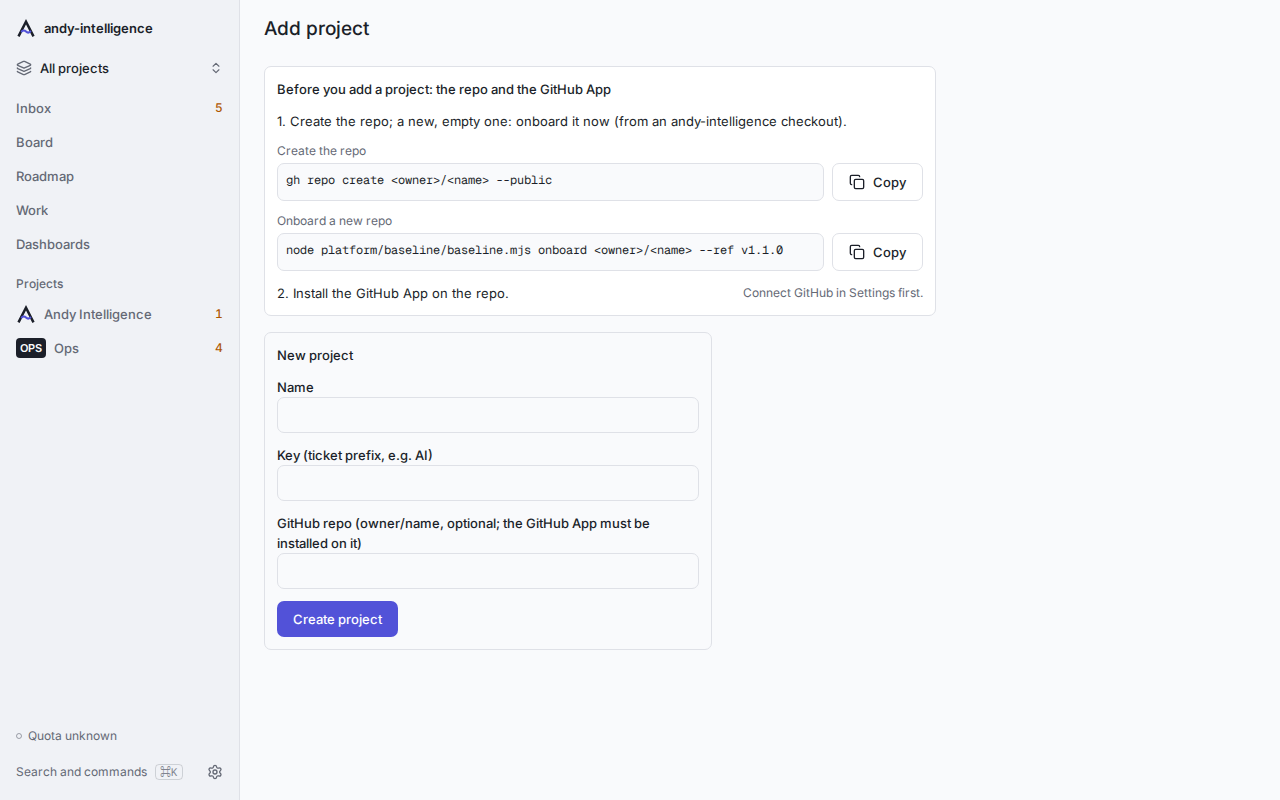 andy-intelligence
All projects
Inbox 5
Board
Roadmap
Work
Dashboards
Projects
Andy Intelligence 1
OPS Ops 4
Quota unknown
Search and commands ⌘K
Add project
Before you add a project: the repo and the GitHub App
1. Create the repo; a new, empty one: onboard it now (from an andy-intelligence checkout).
Create the repo
gh repo create <owner>/<name> --public
Copy
Onboard a new repo
node platform/baseline/baseline.mjs onboard <owner>/<name> --ref v1.1.0
Copy
2. Install the GitHub App on the repo.
Connect GitHub in Settings first.
New project
Name
Key (ticket prefix, e.g. AI)
GitHub repo (owner/name, optional; the GitHub App must be
installed on it)
Create project